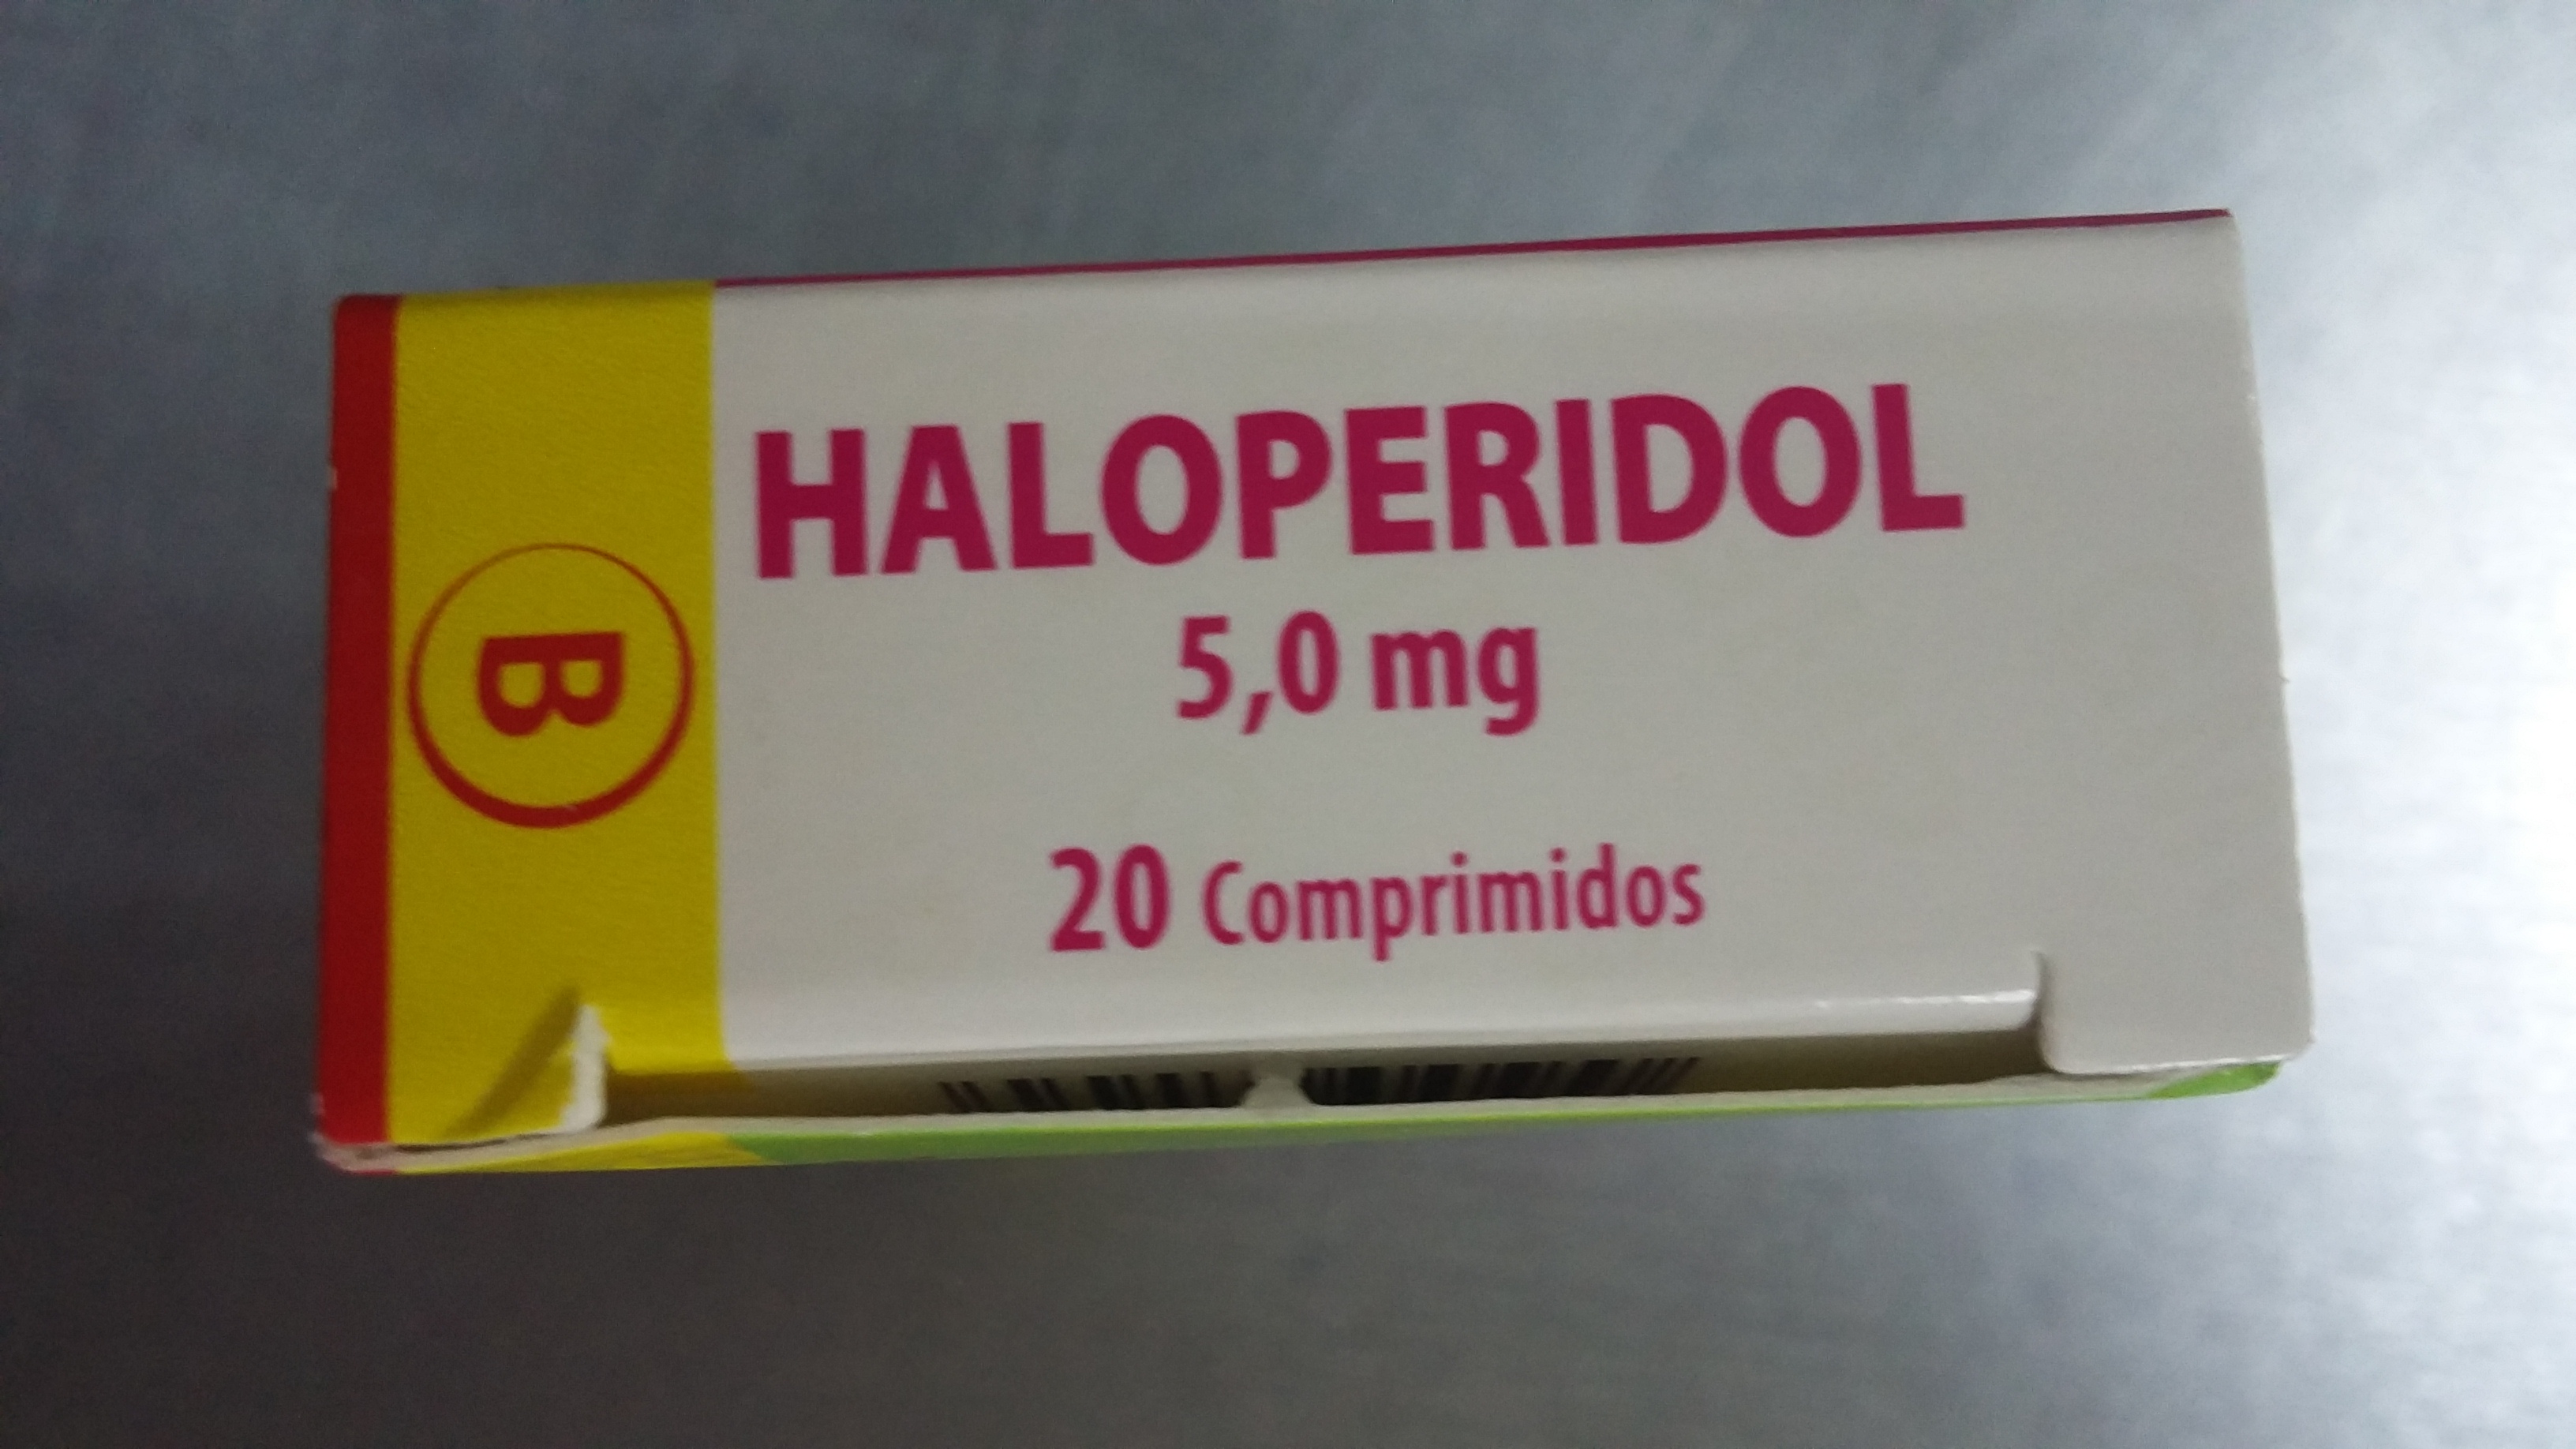 B
HALOPERIDOL
5,0 mg
20 Comprimidos